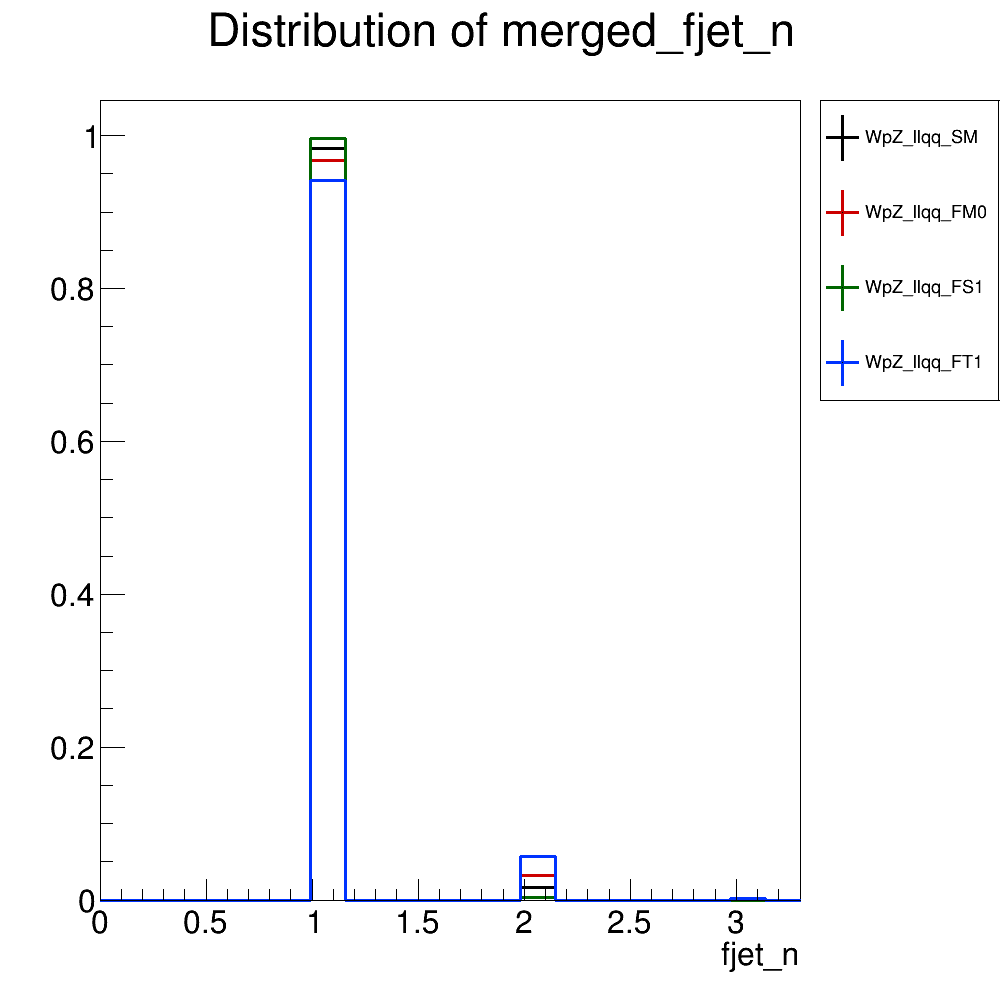 Distribution of merged_fjet_n
1
0.8
0.6
0.4
0.2
0
0 0.5 1 1.5 2 2.5 3
fjet_n
WpZ_llqq_SM
WpZ_llqq_FM0
WpZ_llqq_FS1
WpZ_llqq_FT1